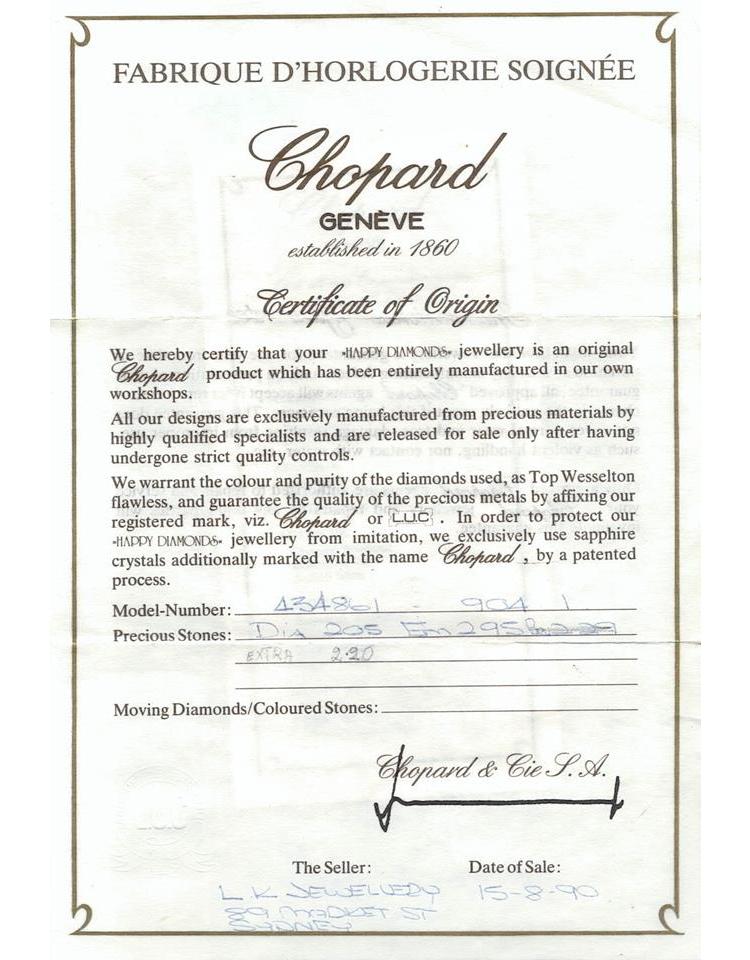 FABRIQUE D'HORLOGERIE SOIGNÉE
Chopard
GENÈVE
established in 1860
Certificate of Origin
We hereby certify that your «HAPPY DIAMONDS» jewellery is an original
Chopard product which has been entirely manufactured in our own
workshops.
All our designs are exclusively manufactured from precious materials by
highly qualified specialists and are released for sale only after having
undergone strict quality controls.
We warrant the colour and purity of the diamonds used, as Top Wesselton
flawless, and guarantee the quality of the precious metals by affixing our
registered mark, viz. Chopard or L.U.C. In order to protect our
«HAPPY DIAMONDS» jewellery from imitation, we exclusively use sapphire
crystals additionally marked with the name Chopard, by a patented
process.
Model-Number: 434861 - 904 1
Precious Stones: Dia 205 Em 295
EXTRA 2.20
Moving Diamonds/Coloured Stones:
Chopard & Cie S.A.
The Seller: Date of Sale:
L K JEWELLERY 15-8-90
89 MARKET ST
SYDNEY